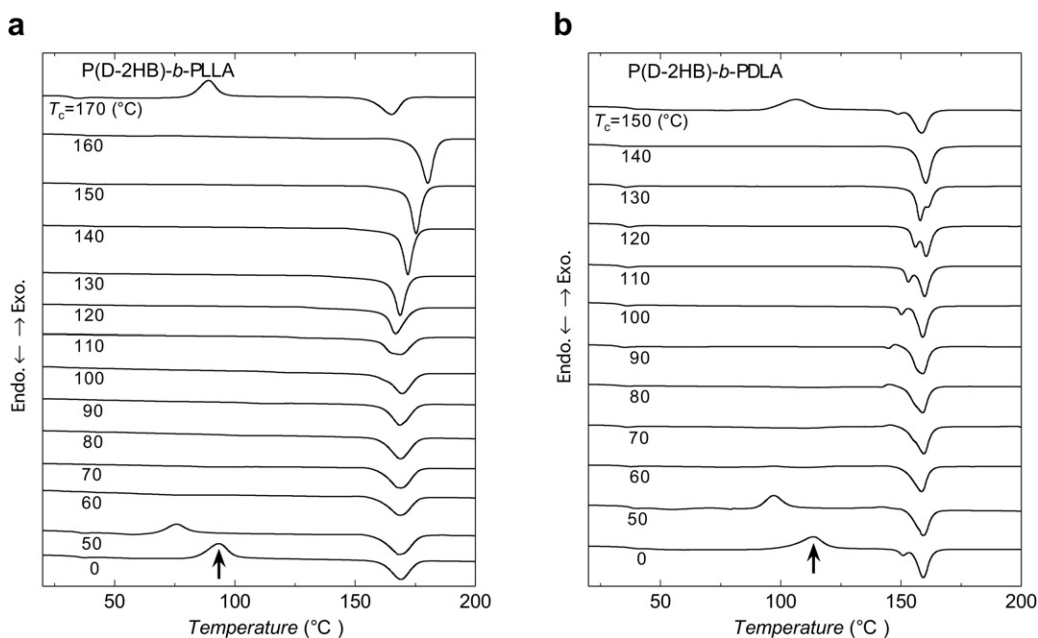 a
P(D-2HB)-b-PLLA
Tc=170 (°C)
160
150
140
130
120
110
100
90
80
70
60
50
0
Endo. ← → Exo.
50 100 150 200
Temperature (°C)
b
P(D-2HB)-b-PDLA
Tc=150 (°C)
140
130
120
110
100
90
80
70
60
50
0
Endo. ← → Exo.
50 100 150 200
Temperature (°C)